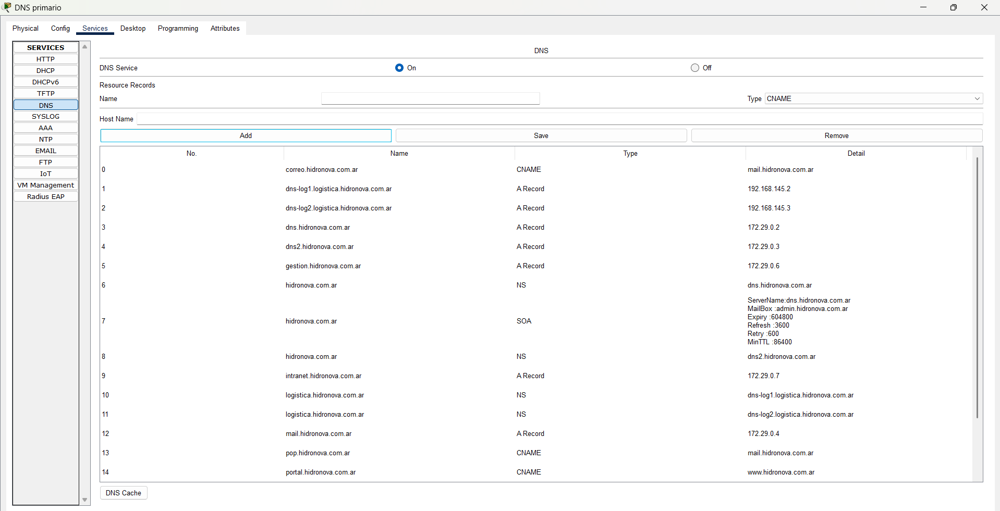 DNS primario
Physical Config Services Desktop Programming Attributes
SERVICES
HTTP
DHCP
DHCPv6
TFTP
DNS
SYSLOG
AAA
NTP
EMAIL
FTP
IoT
VM Management
Radius EAP
DNS
DNS Service On Off
Resource Records
Name Type CNAME
Host Name
Add Save Remove
No. Name Type Detail
0 correo.hidronova.com.ar CNAME mail.hidronova.com.ar
1 dns-log1.logistica.hidronova.com.ar A Record 192.168.145.2
2 dns-log2.logistica.hidronova.com.ar A Record 192.168.145.3
3 dns.hidronova.com.ar A Record 172.29.0.2
4 dns2.hidronova.com.ar A Record 172.29.0.3
5 gestion.hidronova.com.ar A Record 172.29.0.6
6 hidronova.com.ar NS dns.hidronova.com.ar
7 hidronova.com.ar SOA ServerName:dns.hidronova.com.ar
MailBox :admin.hidronova.com.ar
Expiry :604800
Refresh :3600
Retry :600
MinTTL :86400
8 hidronova.com.ar NS dns2.hidronova.com.ar
9 intranet.hidronova.com.ar A Record 172.29.0.7
10 logistica.hidronova.com.ar NS dns-log1.logistica.hidronova.com.ar
11 logistica.hidronova.com.ar NS dns-log2.logistica.hidronova.com.ar
12 mail.hidronova.com.ar A Record 172.29.0.4
13 pop.hidronova.com.ar CNAME mail.hidronova.com.ar
14 portal.hidronova.com.ar CNAME www.hidronova.com.ar
DNS Cache